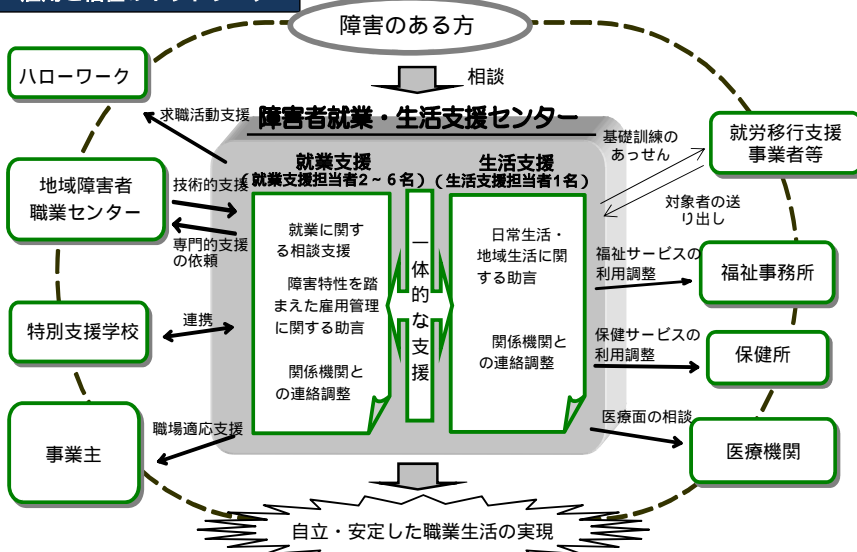 障害のある方
相談
ハローワーク
求職活動支援
障害者就業・生活支援センター
就業支援
(就業支援担当者2~6名)
生活支援
(生活支援担当者1名)
基礎訓練の
あっせん
就労移行支援
事業者等
対象者の送
り出し
地域障害者
職業センター
技術的支援
専門的支援
の依頼
就業に関す
る相談支援
障害特性を踏
まえた雇用管理
に関する助言
関係機関と
の連絡調整
一
体
的
な
支
援
日常生活・
地域生活に関
する助言
関係機関と
の連絡調整
福祉サービスの
利用調整
福祉事務所
特別支援学校
連携
保健サービスの
利用調整
保健所
事業主
職場適応支援
医療面の相談
医療機関
自立・安定した職業生活の実現